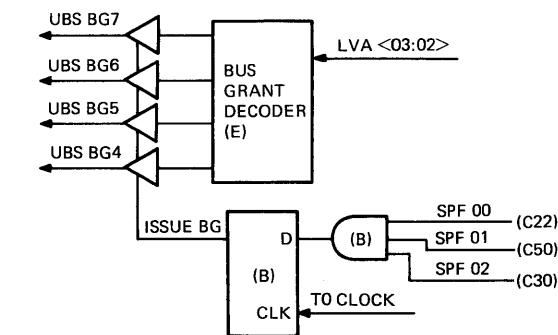 UBS BG7
UBS BG6
UBS BG5
UBS BG4
BUS
GRANT
DECODER
(E)
LVA <03:02>
ISSUE BG
D
(B)
CLK
(B)
SPF 00
(C22)
SPF 01
(C50)
SPF 02
(C30)
TO CLOCK